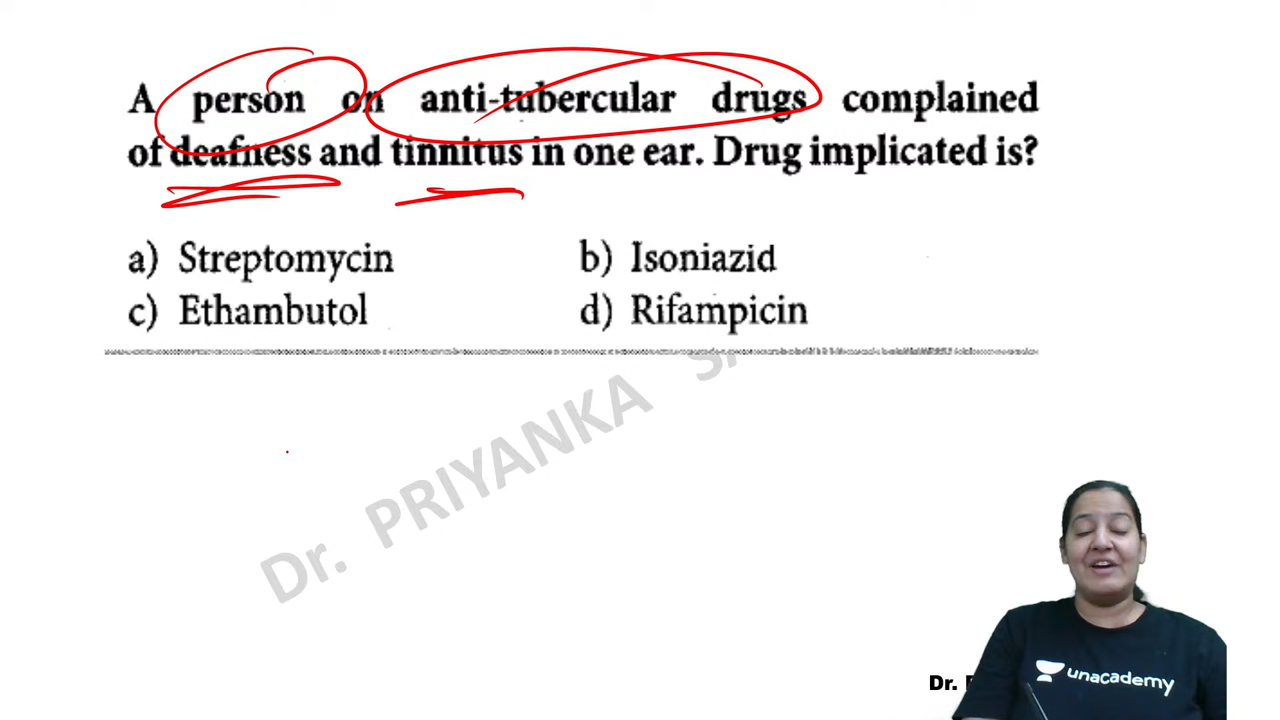 A person on anti-tubercular drugs complained
of deafness and tinnitus in one ear. Drug implicated is?
a) Streptomycin b) Isoniazid
c) Ethambutol d) Rifampicin
Dr. PRIYANKA
unacademy
Dr.